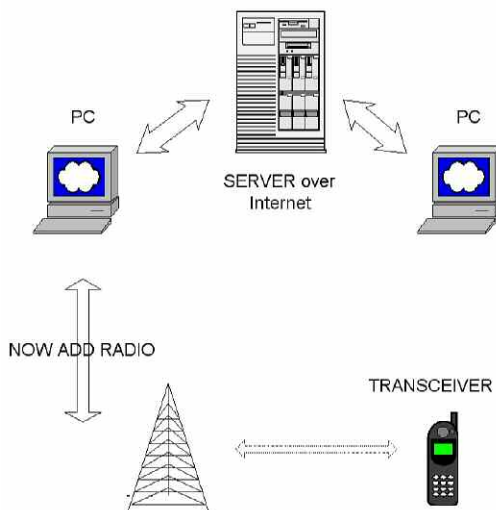 PC
PC
SERVER over
Internet
NOW ADD RADIO
TRANSCEIVER